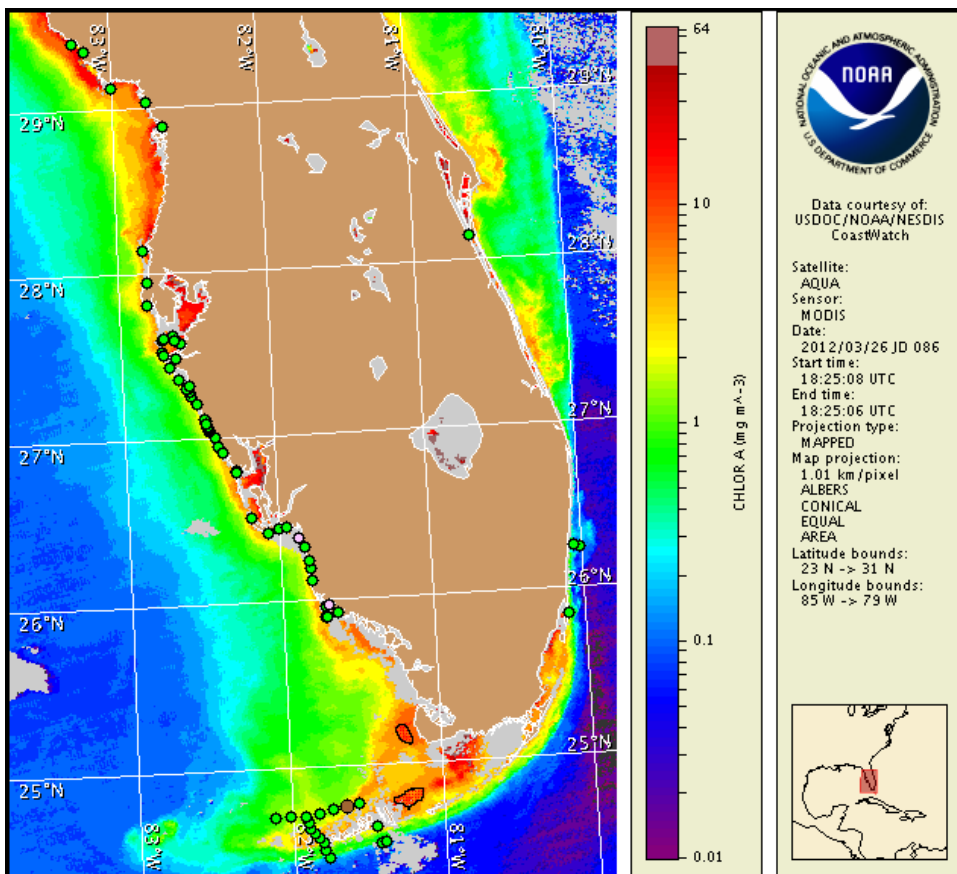 83°W
82°W
81°W
80°W
29°N
29°N
28°N
28°N
27°N
27°N
26°N
26°N
25°N
25°N
83°W
82°W
81°W
64
10
1
0.1
0.01
CHLOR A (mg m^-3)
NATIONAL OCEANIC AND ATMOSPHERIC ADMINISTRATION
NOAA
U.S. DEPARTMENT OF COMMERCE
Data courtesy of:
USDOC/NOAA/NESDIS
CoastWatch
Satellite:
AQUA
Sensor:
MODIS
Date:
2012/03/26 JD 086
Start time:
18:25:08 UTC
End time:
18:25:06 UTC
Projection type:
MAPPED
Map projection:
1.01 km/pixel
ALBERS
CONICAL
EQUAL
AREA
Latitude bounds:
23 N -> 31 N
Longitude bounds:
85 W -> 79 W